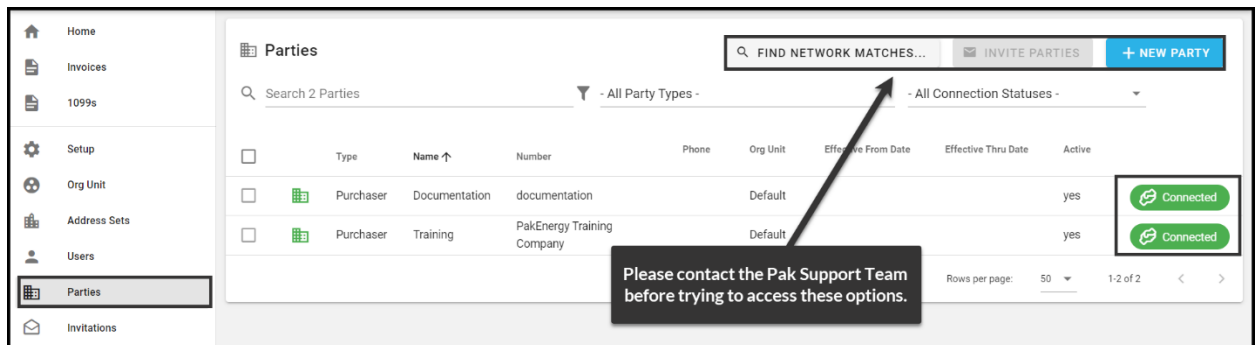 Home
Invoices
1099s
Setup
Org Unit
Address Sets
Users
Parties
Invitations
Parties
FIND NETWORK MATCHES...
INVITE PARTIES
+ NEW PARTY
Search 2 Parties
- All Party Types -
- All Connection Statuses -
Type Name ↑ Number Phone Org Unit Effective From Date Effective Thru Date Active
Purchaser Documentation documentation Default yes Connected
Purchaser Training PakEnergy Training Default yes Connected
Company
Please contact the Pak Support Team
before trying to access these options.
Rows per page: 50 1-2 of 2 < >